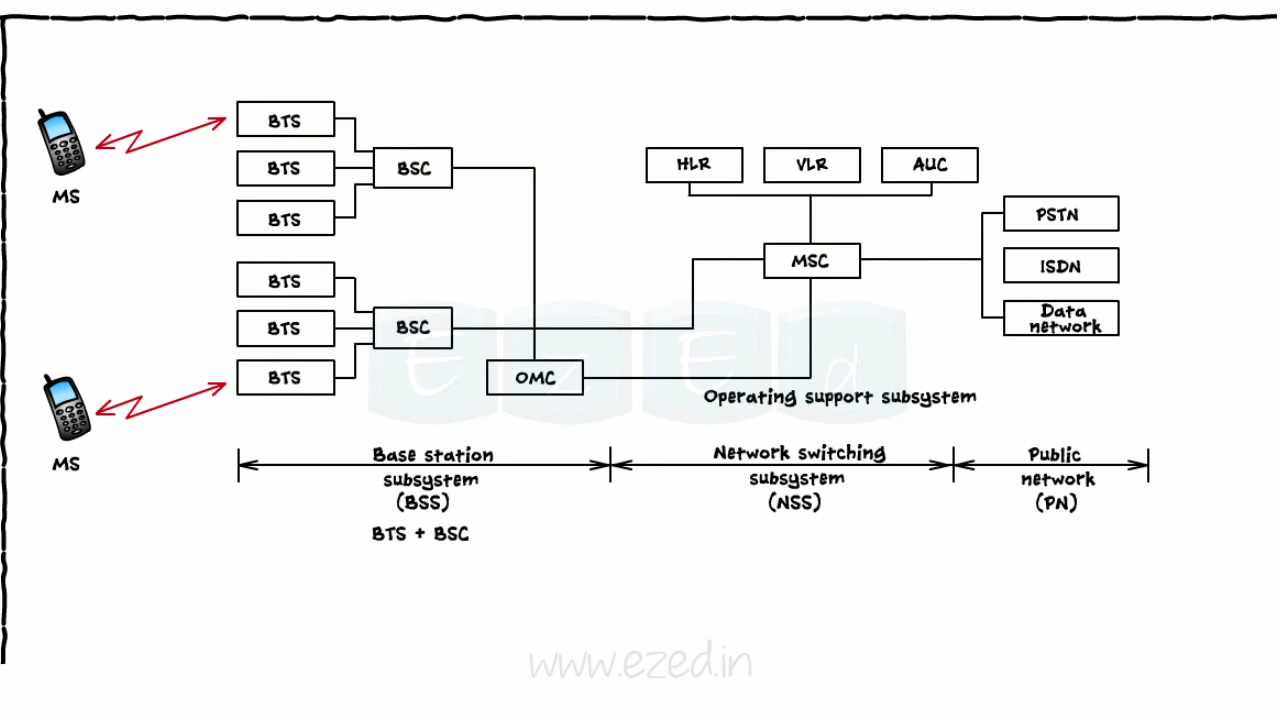 MS
BTS
BTS
BTS
BSC
BTS
BTS
BTS
BSC
MS
OMC
HLR
VLR
AUC
MSC
PSTN
ISDN
Data
network
Operating support subsystem
Base station
subsystem
(BSS)
BTS + BSC
Network switching
subsystem
(NSS)
Public
network
(PN)
EzEd
www.ezed.in